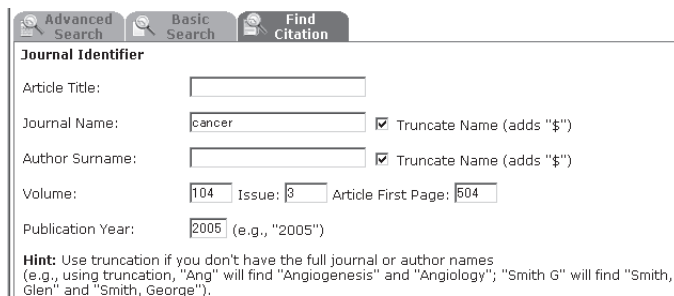 Advanced Search Basic Search Find Citation
Journal Identifier
Article Title:
Journal Name: cancer Truncate Name (adds "$")
Author Surname: Truncate Name (adds "$")
Volume: 104 Issue: 3 Article First Page: 504
Publication Year: 2005 (e.g., "2005")
Hint: Use truncation if you don't have the full journal or author names
(e.g., using truncation, "Ang" will find "Angiogenesis" and "Angiology"; "Smith G" will find "Smith,
Glen" and "Smith, George").